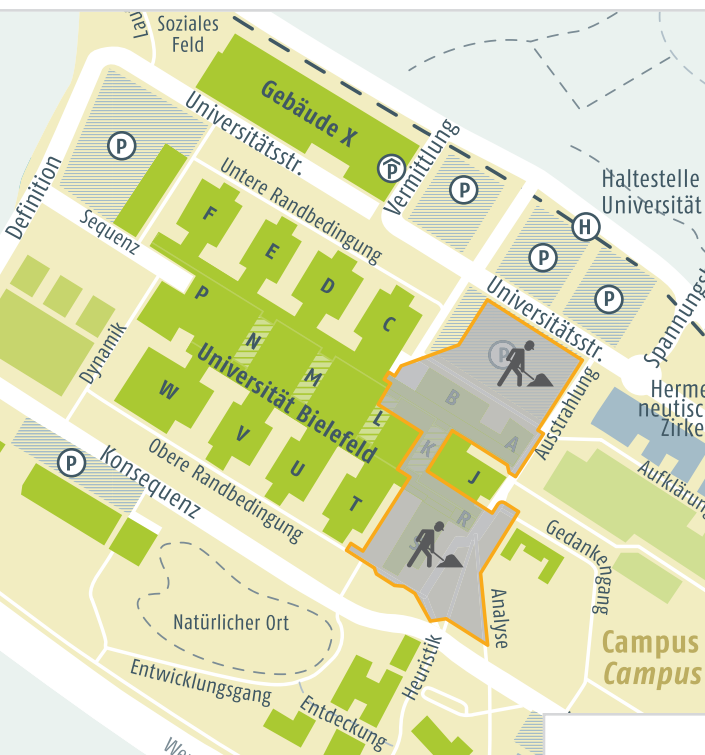 Soziales
Feld
Gebäude X
Universitätsstr.
Vermittlung
P
P
P
Haltestelle
Universität
H
Definition
Untere Randbedingung
Sequenz
F
E
D
C
P
P
P
Universitätsstr.
Dynamik
P
N
M
L
Universität Bielefeld
B
A
K
J
R
W
V
U
T
Ausstrahlung
Herme
neutisc
Zirke
Aufklärung
P
Konsequenz
Obere Randbedingung
Gedankengang
Analyse
Natürlicher Ort
Campus
Campus
Entwicklungsgang
Entdeckung
Heuristik